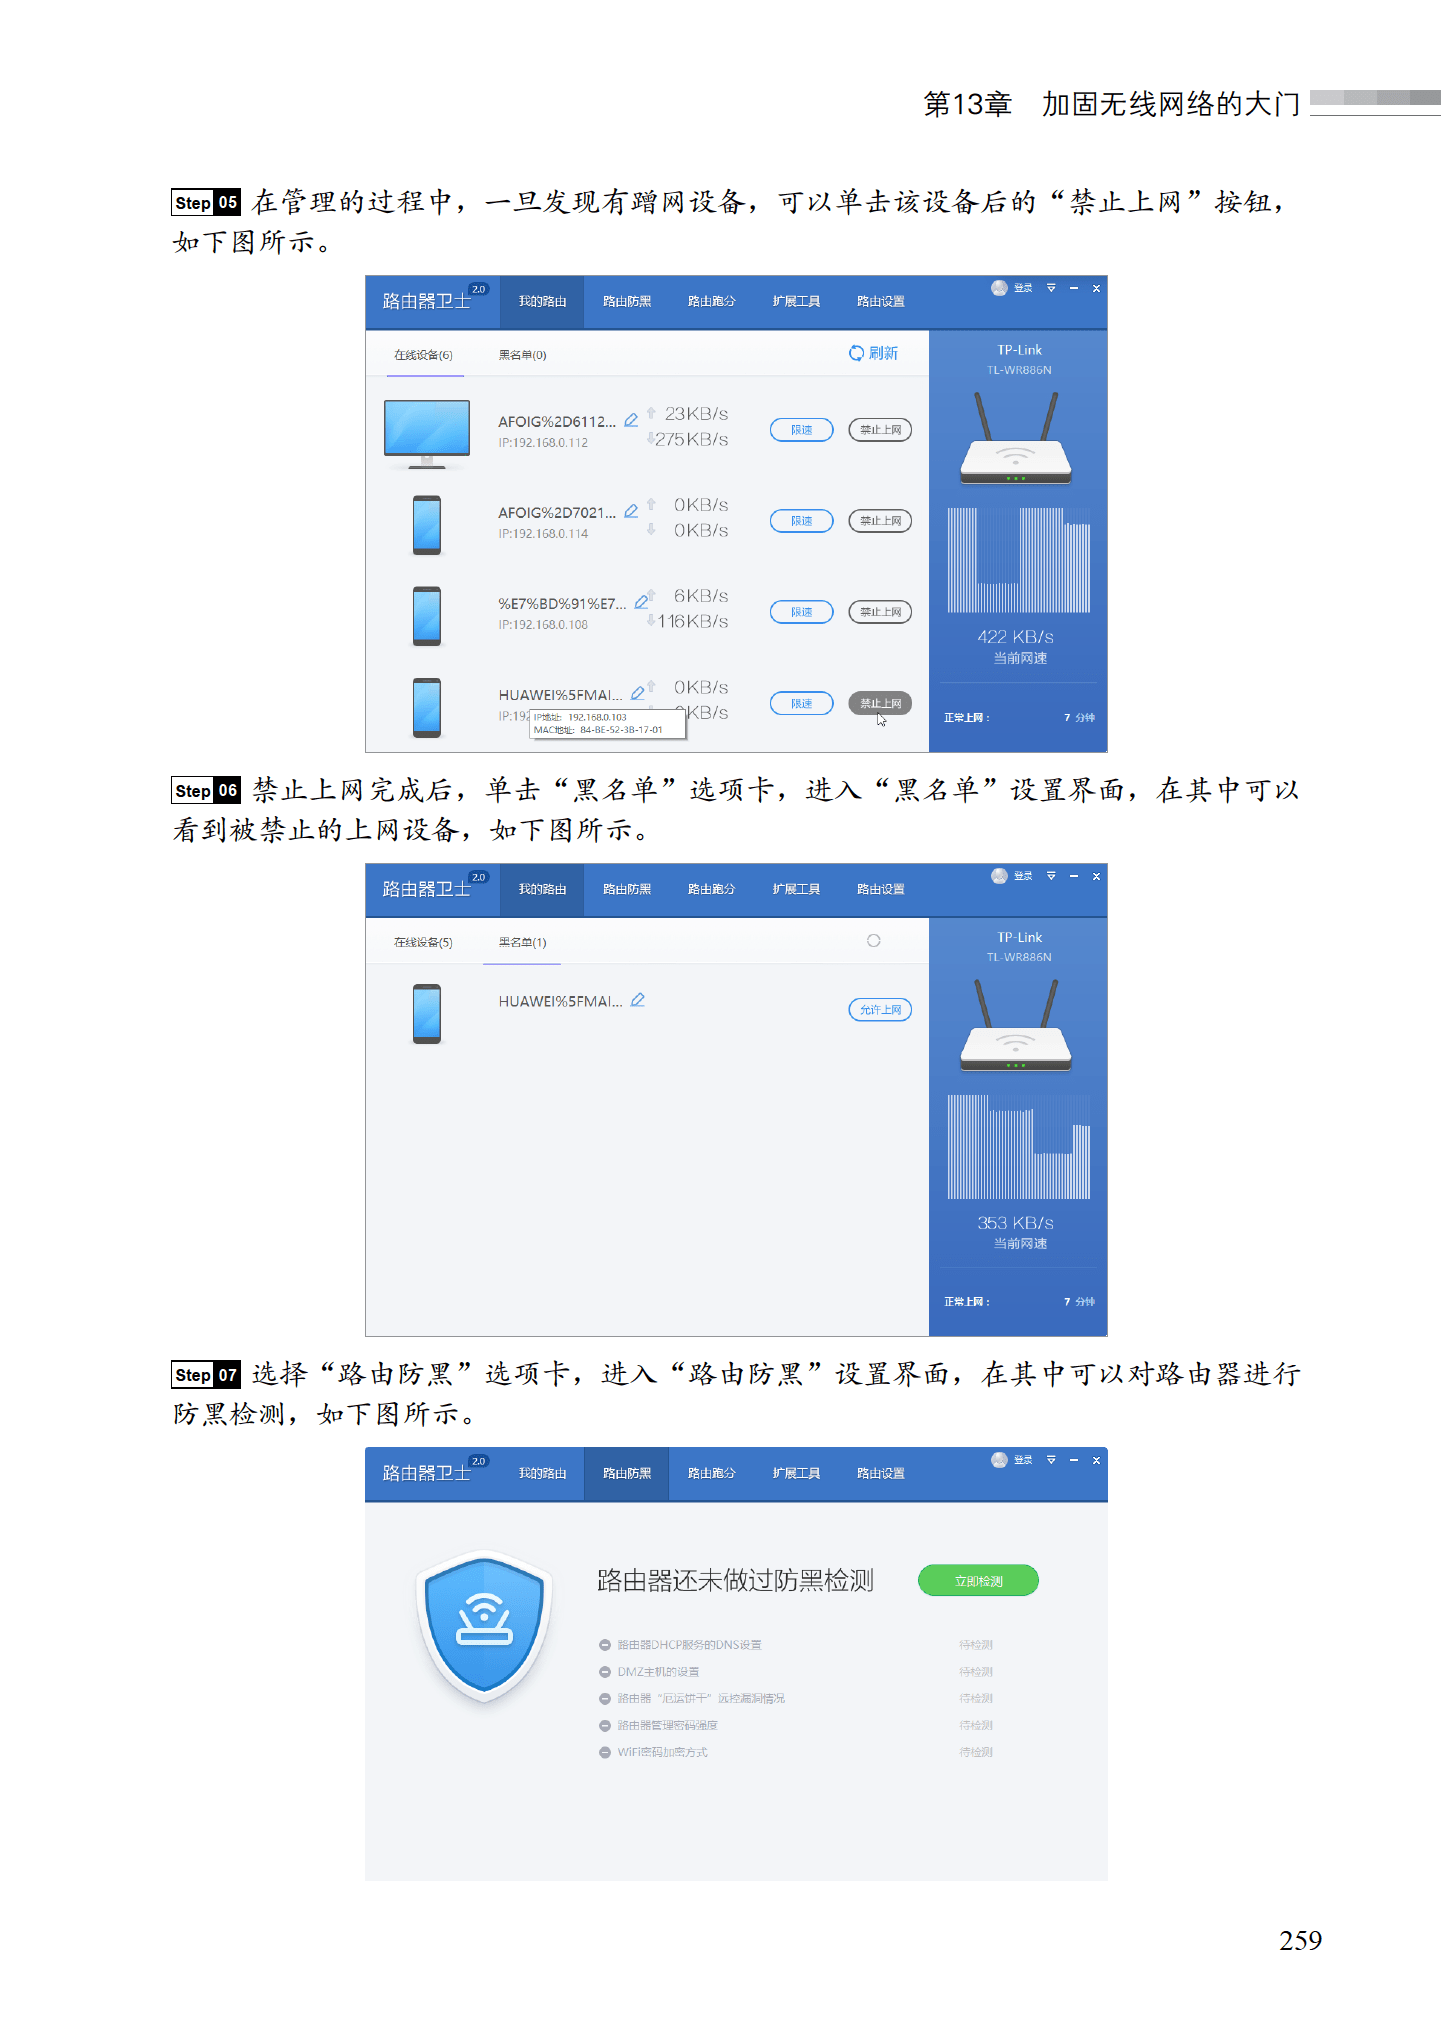 第13章 加固无线网络的大门
Step 05 在管理的过程中，一旦发现有蹭网设备，可以单击该设备后的“禁止上网”按钮，
如下图所示。
路由器卫士 2.0 我的路由 路由防黑 路由跑分 扩展工具 路由设置 登录
在线设备(6) 黑名单(0) 刷新
AFOIG%2D6112... 23KB/s
IP:192.168.0.112 275KB/s
限速 禁止上网
AFOIG%2D7021... 0KB/s
IP:192.168.0.114 0KB/s
限速 禁止上网
%E7%BD%91%E7... 6KB/s
IP:192.168.0.108 116KB/s
限速 禁止上网
HUAWEI%5FMAI... 0KB/s
IP:192 KB/s
限速 禁止上网
IP地址: 192.168.0.103
MAC地址: 84-BE-52-3B-17-01
TP-Link
TL-WR886N
422 KB/s
当前网速
正常上网： 7 分钟
Step 06 禁止上网完成后，单击“黑名单”选项卡，进入“黑名单”设置界面，在其中可以
看到被禁止的上网设备，如下图所示。
路由器卫士 2.0 我的路由 路由防黑 路由跑分 扩展工具 路由设置 登录
在线设备(5) 黑名单(1)
HUAWEI%5FMAI...
允许上网
TP-Link
TL-WR886N
353 KB/s
当前网速
正常上网： 7 分钟
Step 07 选择“路由防黑”选项卡，进入“路由防黑”设置界面，在其中可以对路由器进行
防黑检测，如下图所示。
路由器卫士 2.0 我的路由 路由防黑 路由跑分 扩展工具 路由设置 登录
路由器还未做过防黑检测 立即检测
路由器DHCP服务的DNS设置 待检测
DMZ主机的设置 待检测
路由器“厄运饼干”远控漏洞情况 待检测
路由器管理密码强度 待检测
WiFi密码加密方式 待检测
259